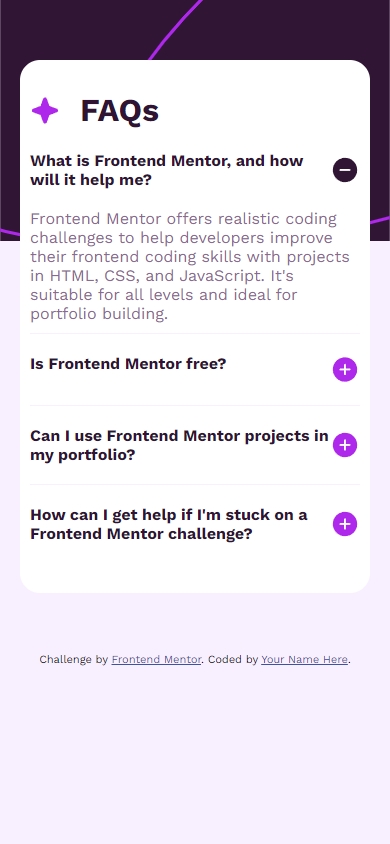 FAQs
What is Frontend Mentor, and how
will it help me?
Frontend Mentor offers realistic coding
challenges to help developers improve
their frontend coding skills with projects
in HTML, CSS, and JavaScript. It's
suitable for all levels and ideal for
portfolio building.
Is Frontend Mentor free?
Can I use Frontend Mentor projects in
my portfolio?
How can I get help if I'm stuck on a
Frontend Mentor challenge?
Challenge by Frontend Mentor. Coded by Your Name Here.